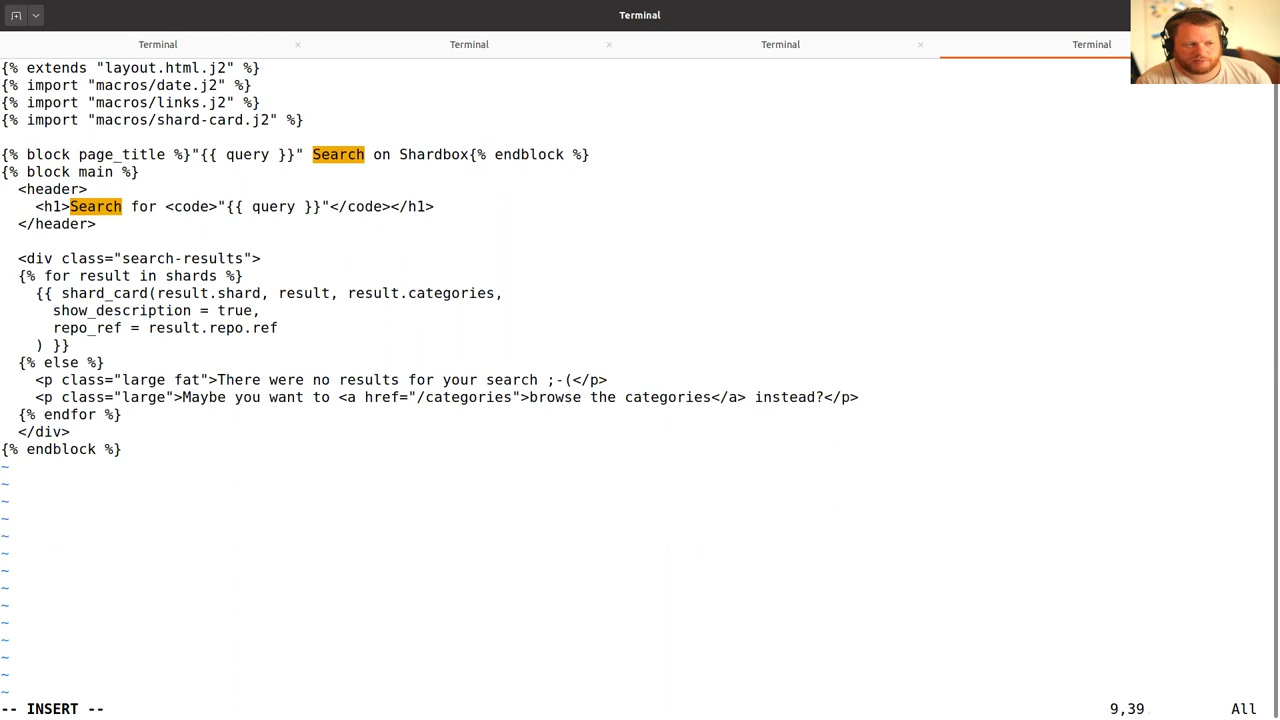 Terminal
Terminal Terminal Terminal Terminal
{% extends "layout.html.j2" %}
{% import "macros/date.j2" %}
{% import "macros/links.j2" %}
{% import "macros/shard-card.j2" %}
{% block page_title %}"{{ query }}" Search on Shardbox{% endblock %}
{% block main %}
  <header>
    <h1>Search for <code>"{{ query }}"</code></h1>
  </header>
  <div class="search-results">
  {% for result in shards %}
    {{ shard_card(result.shard, result, result.categories,
      show_description = true,
      repo_ref = result.repo.ref
    ) }}
  {% else %}
    <p class="large fat">There were no results for your search ;-(</p>
    <p class="large">Maybe you want to <a href="/categories">browse the categories</a> instead?</p>
  {% endfor %}
  </div>
{% endblock %}
~
~
~
~
~
~
~
~
~
~
~
~
~
~
-- INSERT -- 9,39 All